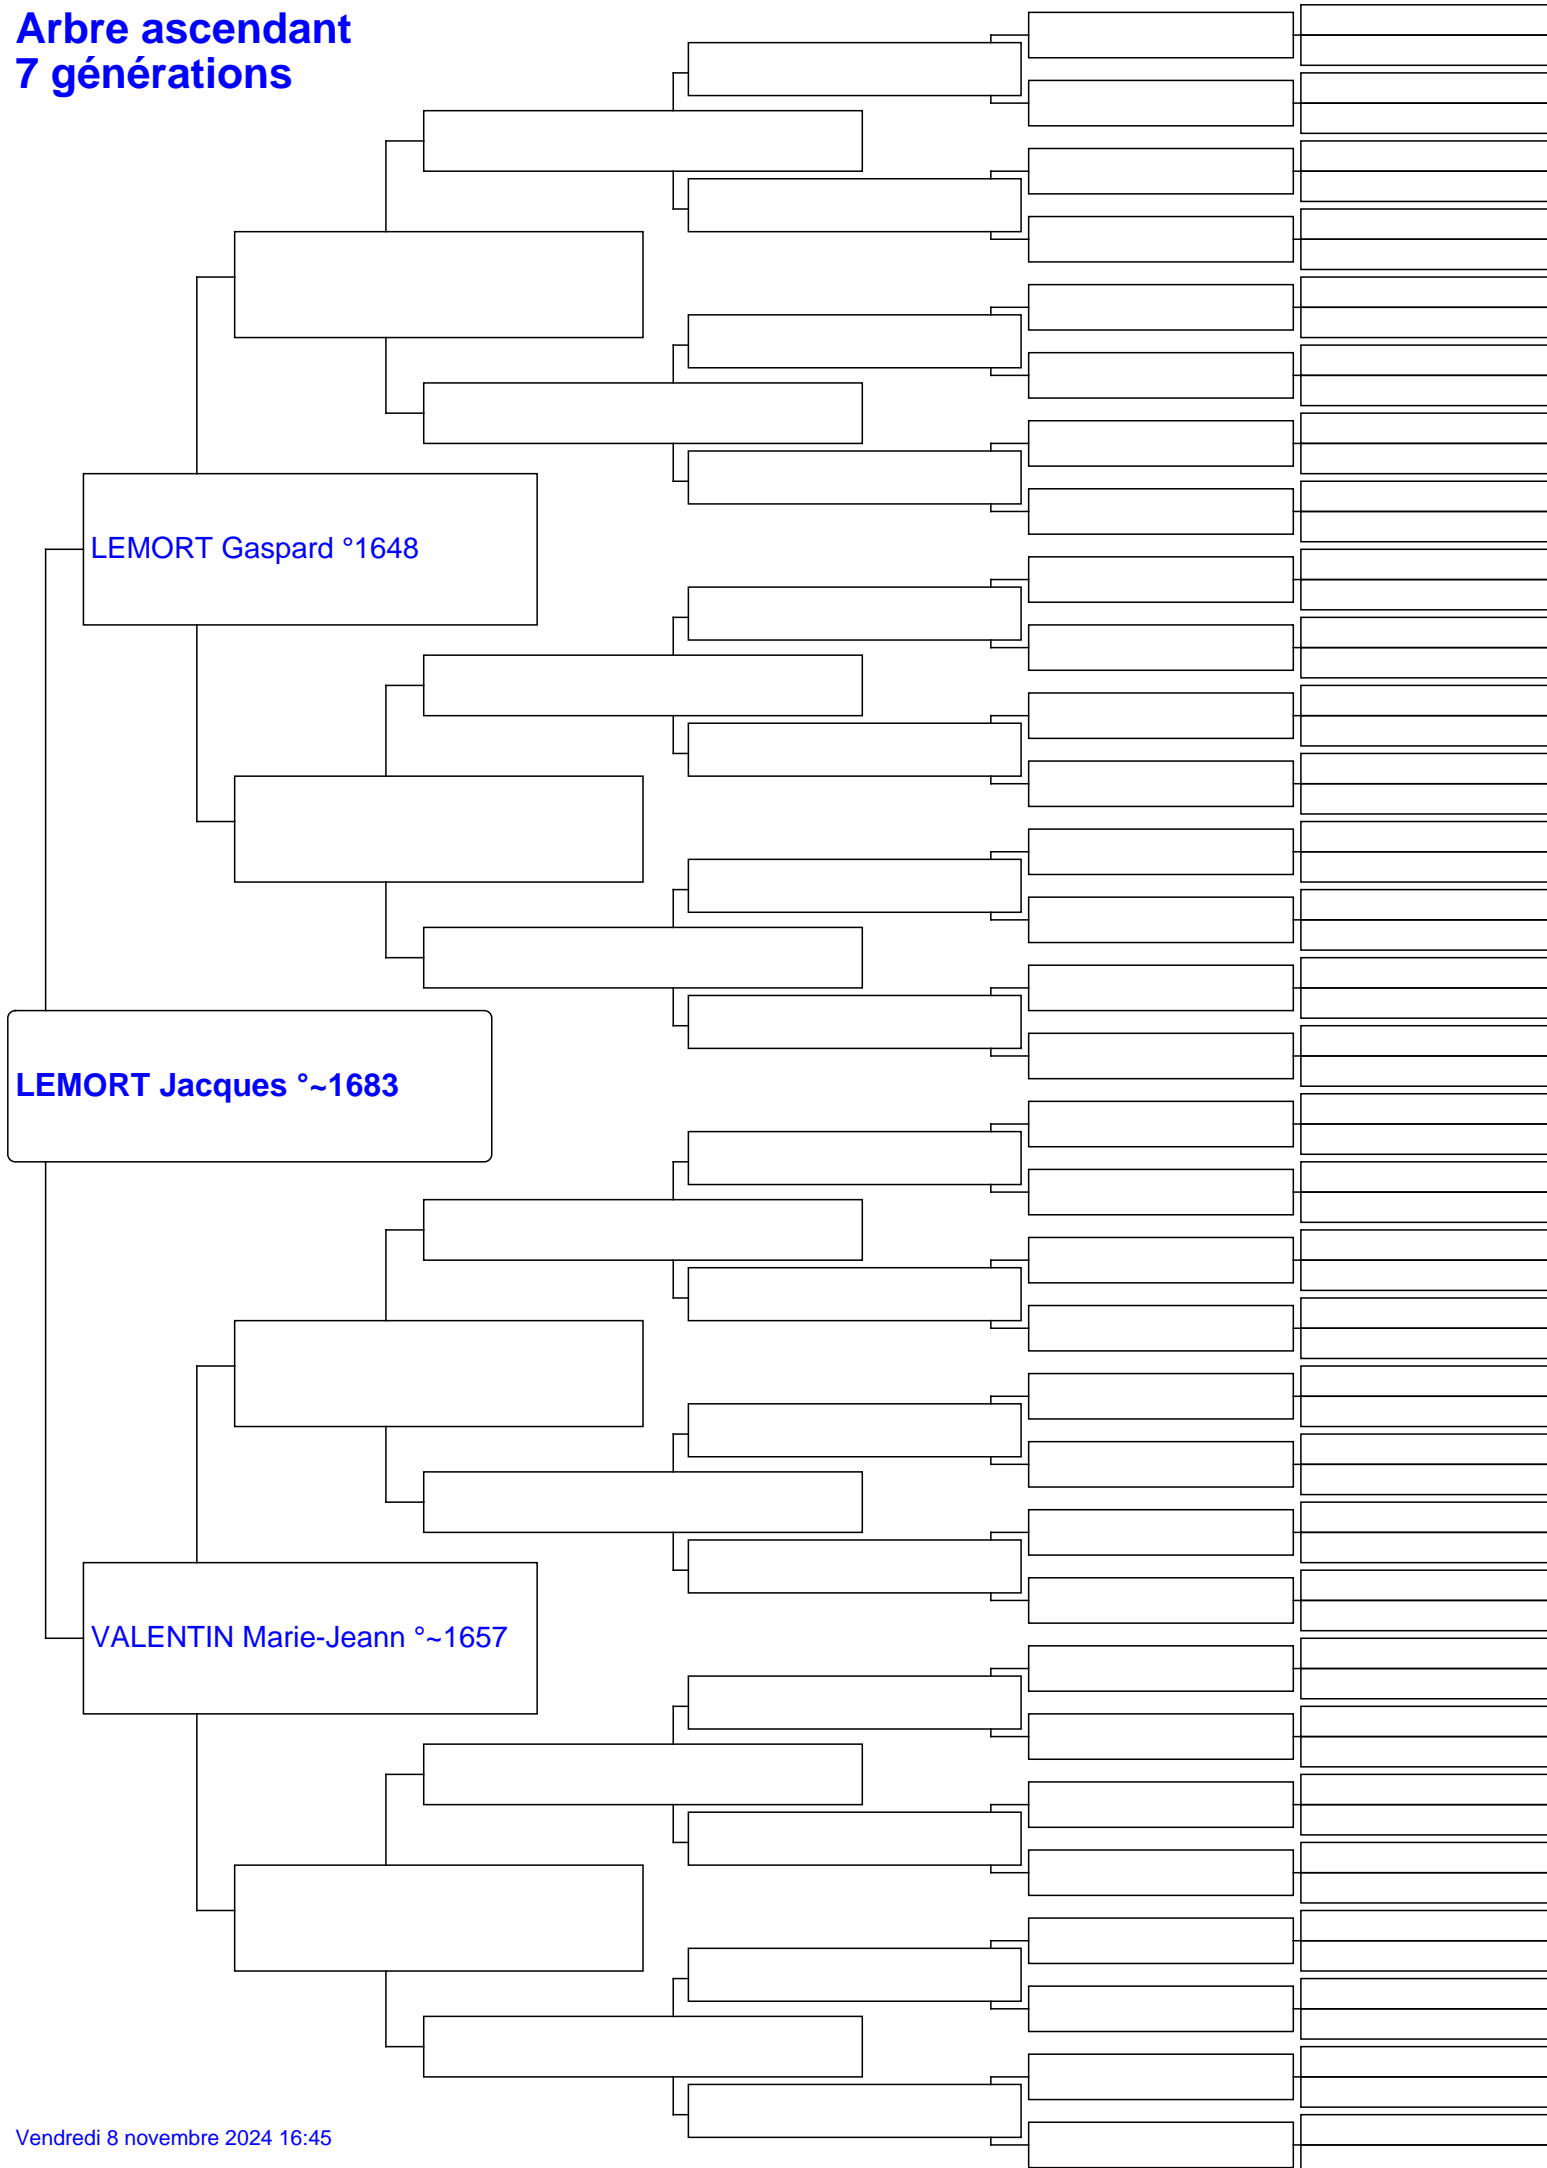 Arbre ascendant
7 générations
LEMORT Gaspard °1648
LEMORT Jacques °~1683
VALENTIN Marie-Jeann °~1657
Vendredi 8 novembre 2024 16:45